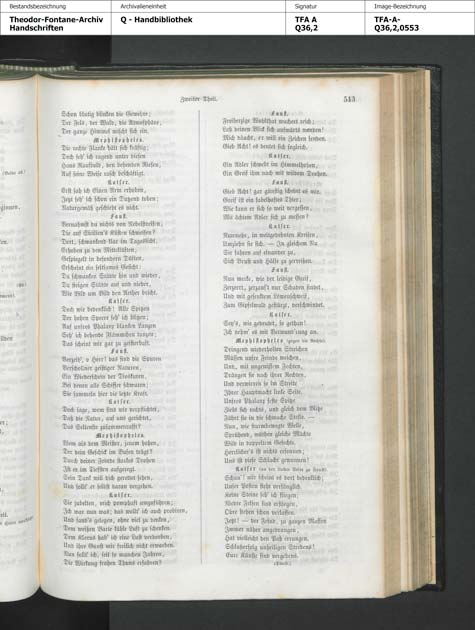 Bestandsbezeichnung
Theodor-Fontane-Archiv
Handschriften
Archivalieneinheit
Q - Handbibliothek
Signatur
TFA A
Q36,2
Image-Bezeichnung
TFA-A-
Q36,2,0553
Zweiter Theil. 543
Schon blutig blinken die Gewehre;
Der Fels, der Wald, die Atmosphäre,
Der ganze Himmel mischt sich ein.
Mephistopheles.
Die rechte Flanke hält sich kräftig;
Doch seh' ich ragend unter diesen
Hans Raufbold, den behenden Riesen,
Auf seine Weise rasch beschäftigt.
Kaiser.
Erst sah ich Einen Arm erhoben,
Jetzt seh' ich schon ein Dutzend toben;
Naturgemäß geschieht es nicht.
Faust.
Vernahmst du nichts von Nebelstreifen,
Die auf Siciliens Küsten schweifen?
Dort, schwankend klar im Tageslicht,
Erhoben zu den Mittellüften,
Gespiegelt in besondern Düften,
Erscheint ein seltsames Gesicht:
Da schwanken Städte hin und wieder,
Da steigen Gärten auf und nieder,
Wie Bild um Bild den Aether bricht.
Kaiser.
Doch wie bedenklich! Alle Spitzen
Der hohen Speere seh' ich blitzen;
Auf unsres Phalanx blanken Lanzen
Seh' ich behende Flämmchen tanzen;
Das scheint mir gar zu geisterhaft.
Faust.
Verzeih', o Herr! das sind die Spuren
Verschollner geistiger Naturen,
Ein Wiederschein der Dioskuren,
Bei denen alle Schiffer schwuren;
Sie sammeln hier die letzte Kraft.
Kaiser.
Doch sage, wem sind wir verpflichtet,
Daß die Natur, auf uns gerichtet,
Das Seltenste zusammenrafft?
Mephistopheles.
Wem als dem Meister, jenem hohen,
Der dein Geschick im Busen trägt?
Durch deiner Feinde starkes Drohen
Ist er im Tiefsten aufgeregt.
Sein Dank will dich gerettet sehen,
Und sollt' er selbst daran vergehen.
Kaiser.
Sie jubelten, mich pomphaft umzuführen;
Ich war nun was; das wollt' ich auch probiren,
Und fand's gelegen, ohne viel zu denken,
Dem weißen Barte kühle Luft zu schenken.
Dem Klerus hab' ich eine Lust verdorben,
Und ihre Gunst mir freilich nicht erworben.
Nun sollt' ich, seit so manchen Jahren,
Die Wirkung frohen Thuns erfahren?
Faust.
Freiherzige Wohlthat wuchert reich;
Laß deinen Blick sich aufwärts wenden!
Mich däucht, er will ein Zeichen senden.
Gieb Acht! es deutet sich sogleich.
Kaiser.
Ein Adler schwebt im Himmelhohen,
Ein Greif ihm nach mit wildem Drohen.
Faust.
Gieb Acht! gar günstig scheint es mir.
Greif ist ein fabelhaftes Thier;
Wie kann er sich so weit vergessen,
Mit ächtem Adler sich zu messen?
Kaiser.
Nunmehr, in weitgedehnten Kreisen,
Umziehn sie sich. — In gleichem Nu
Sie fahren auf einander zu,
Sich Brust und Hälse zu zerreißen.
Faust.
Nun merke, wie der leidige Greif,
Zerzerrt, zerzaus't nur Schaden findet,
Und mit gesenktem Löwenschweif,
Zum Gipfelwald gestürzt, verschwindet.
Kaiser.
Sey's, wie gedeutet, so gethan!
Ich nehm' es mit Verwund'rung an.
Mephistopheles (gegen die Rechte).
Dringend wiederholten Streichen
Müssen unsre Feinde weichen,
Und, mit ungewissem Fechten,
Drängen sie nach ihrer Rechten,
Und verwirren so im Streite
Ihrer Hauptmacht linke Seite.
Unsres Phalanx feste Spitze
Zieht sich rechts, und gleich dem Blitze
Fährt sie in die schwache Stelle. —
Nun, wie sturmbewegte Welle,
Sprühend, wüthen gleiche Mächte
Wild in doppeltem Gefechte,
Herrlicher's ist nichts ersonnen;
Uns ist diese Schlacht gewonnen!
Kaiser (an der linken Seite zu Faust).
Schau! mir scheint es dort bedenklich!
Unser Posten steht verfänglich.
Keine Steine seh' ich fliegen;
Niedre Felsen sind erstiegen,
Obre stehen schon verlassen.
Jetzt! — der Feind, zu ganzen Massen
Immer näher angedrungen,
Hat vielleicht den Paß errungen.
Schlußerfolg unheiligen Strebens!
Eure Künste sind vergebens.